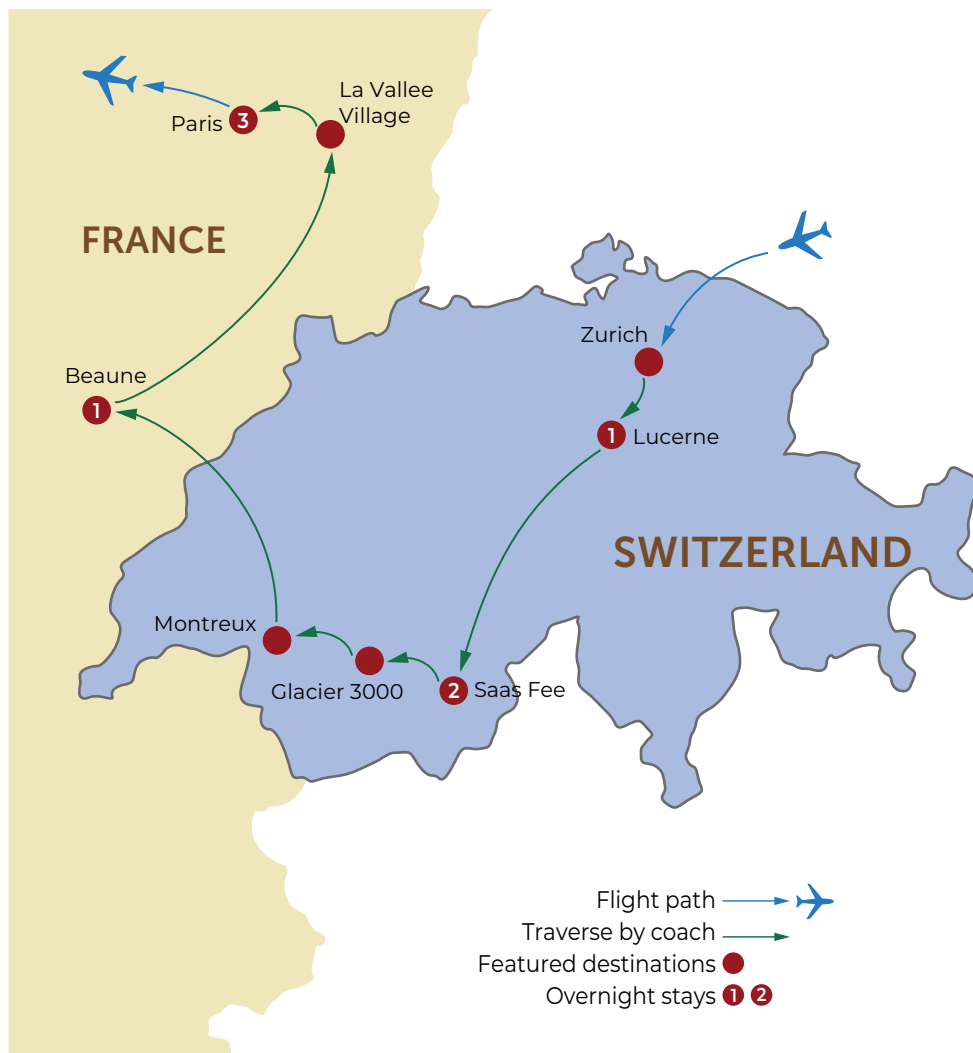 La Vallee
Village
Paris
3
FRANCE
Zurich
Beaune
1
1
Lucerne
SWITZERLAND
Montreux
Glacier 3000
2
Saas Fee
Flight path
Traverse by coach
Featured destinations
Overnight stays 1 2